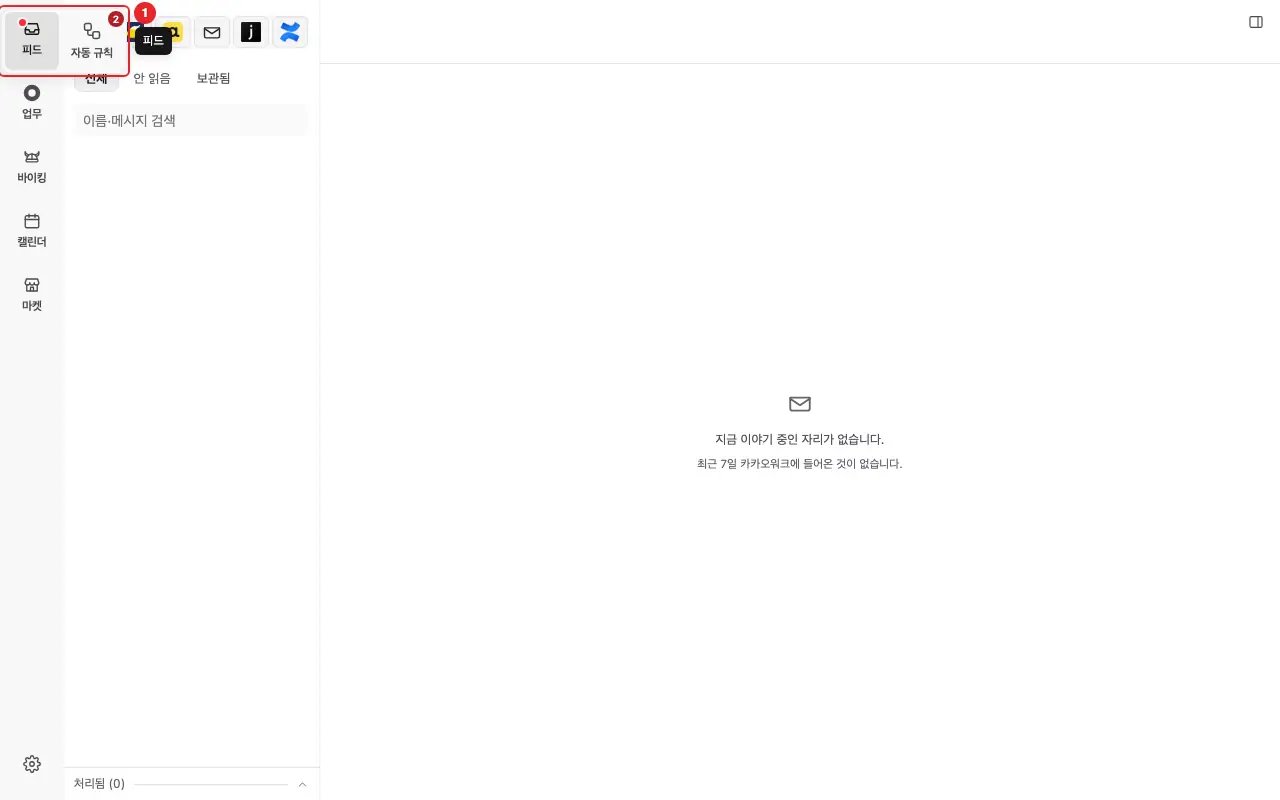 피드
자동 규칙
2
1
피드
a
j
전체
안 읽음
보관됨
이름·메시지 검색
업무
바이킹
캘린더
마켓
지금 이야기 중인 자리가 없습니다.
최근 7일 카카오워크에 들어온 것이 없습니다.
처리됨 (0)